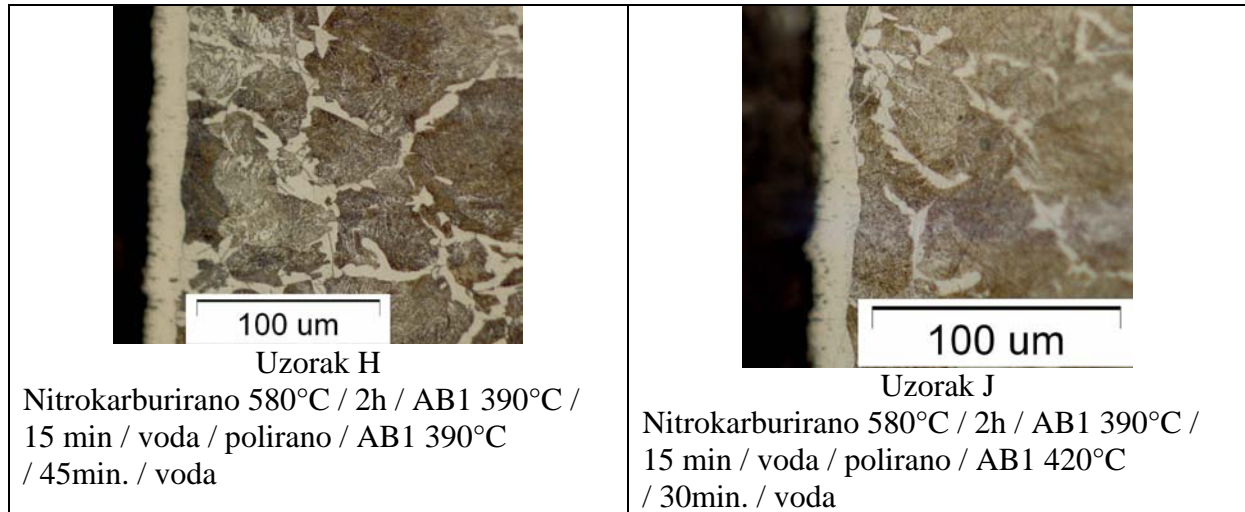 100 um
Uzorak H
Nitrokarburirano 580°C / 2h / AB1 390°C /
15 min / voda / polirano / AB1 390°C
/ 45min. / voda
100 um
Uzorak J
Nitrokarburirano 580°C / 2h / AB1 390°C /
15 min / voda / polirano / AB1 420°C
/ 30min. / voda